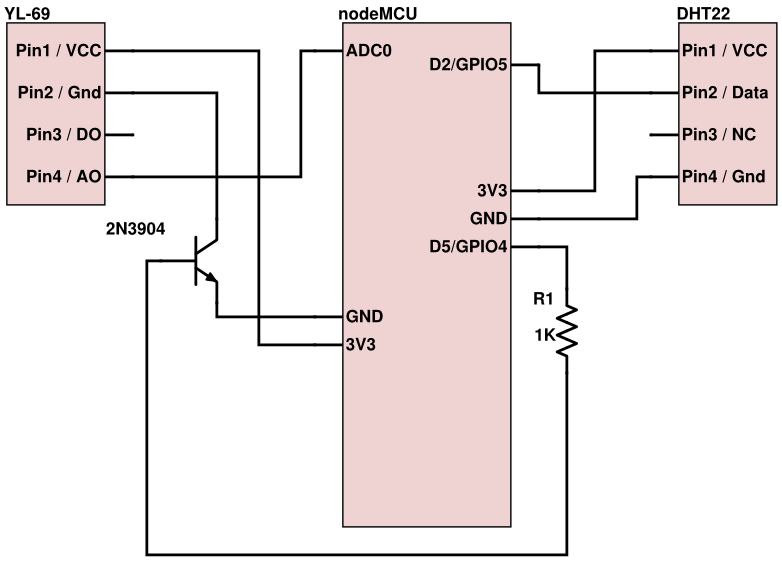 YL-69
nodeMCU
DHT22
Pin1 / VCC
Pin2 / Gnd
Pin3 / DO
Pin4 / AO
ADC0
D2/GPIO5
3V3
GND
D5/GPIO4
GND
3V3
Pin1 / VCC
Pin2 / Data
Pin3 / NC
Pin4 / Gnd
2N3904
R1
1K